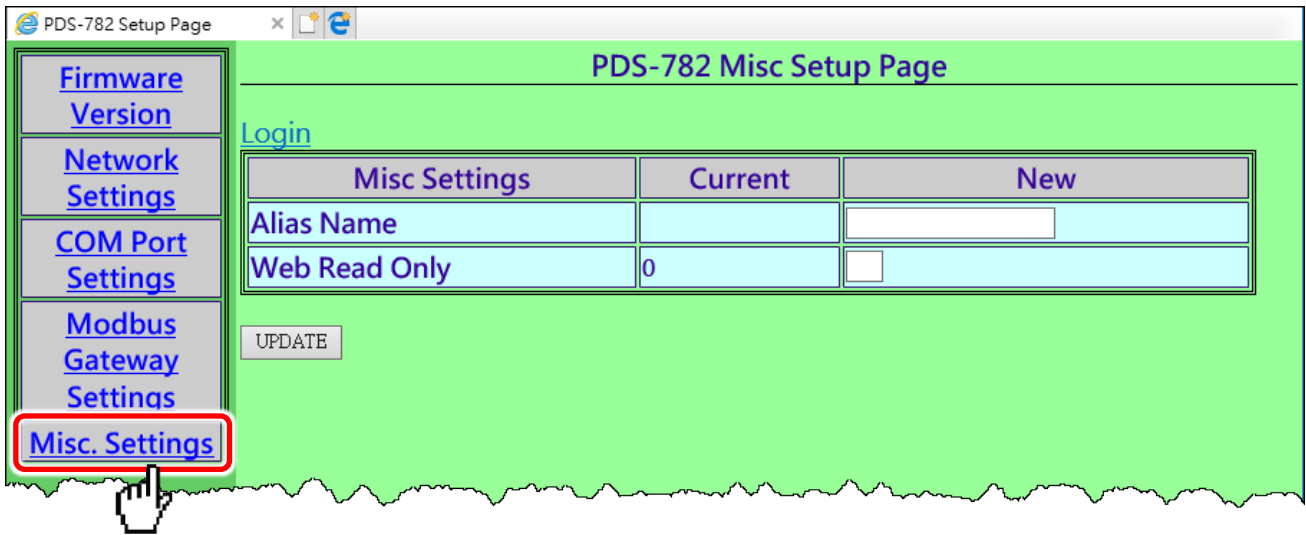 PDS-782 Setup Page
Firmware
Version
Network
Settings
COM Port
Settings
Modbus
Gateway
Settings
Misc. Settings
PDS-782 Misc Setup Page
Login
Misc Settings Current New
Alias Name
Web Read Only 0
UPDATE